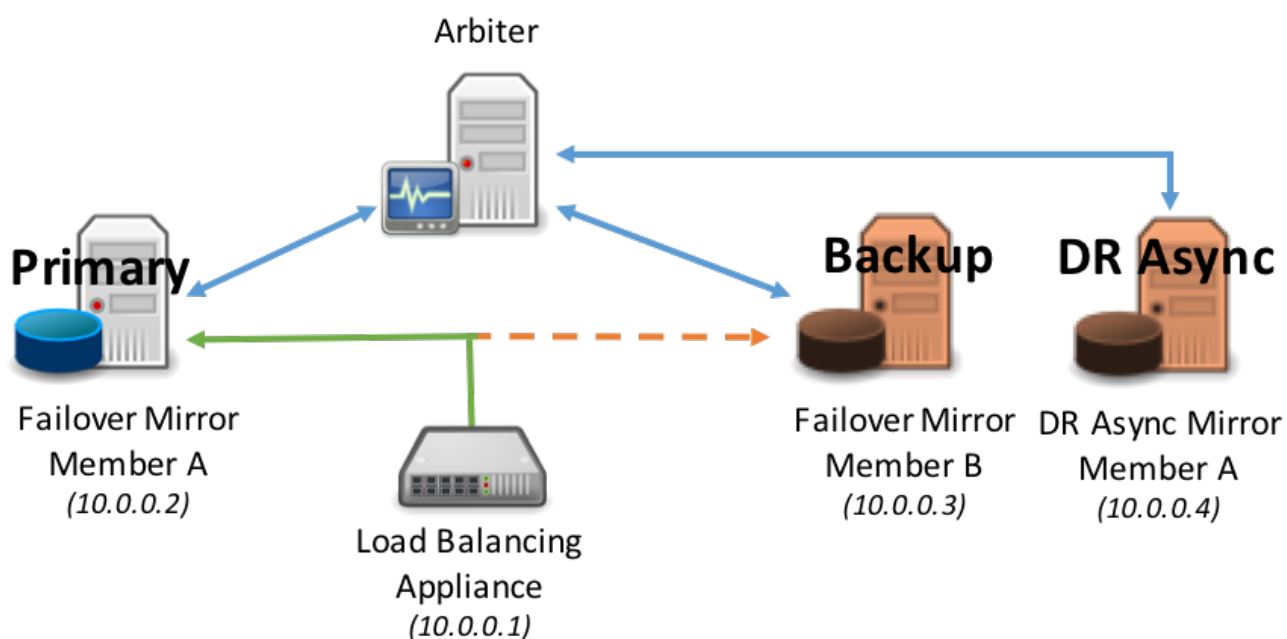 Arbiter
Primary
Backup
DR Async
Failover Mirror
Member A
(10.0.0.2)
Load Balancing
Appliance
(10.0.0.1)
Failover Mirror
Member B
(10.0.0.3)
DR Async Mirror
Member A
(10.0.0.4)